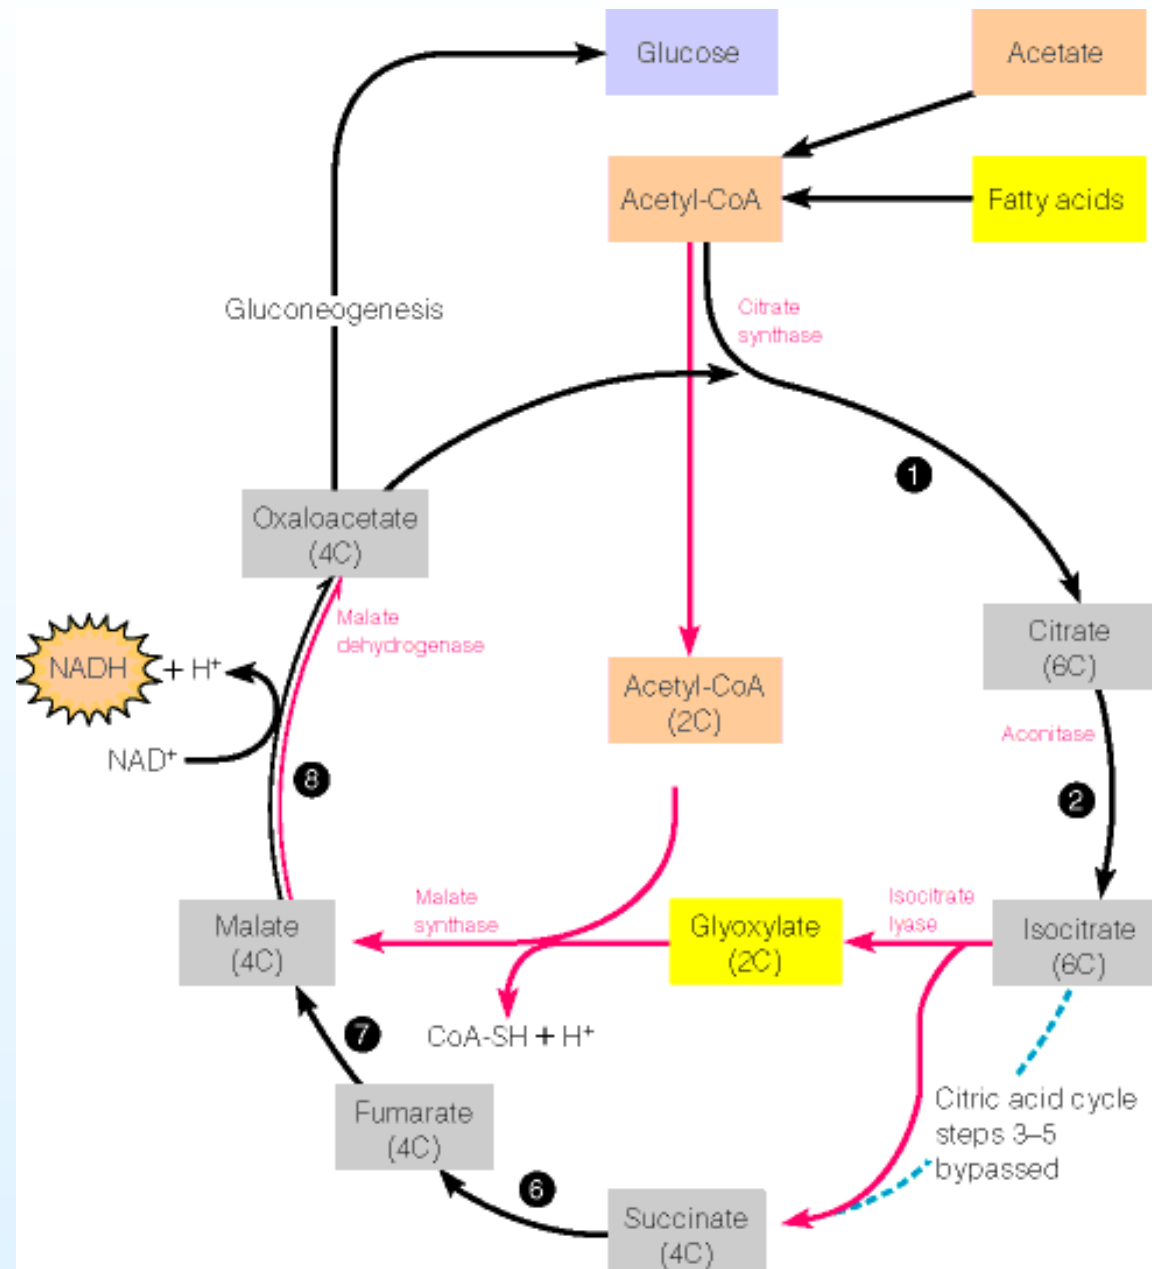 Glucose
Acetate
Acetyl-CoA
Fatty acids
Gluconeogenesis
Citrate
synthase
1
Oxaloacetate
(4C)
Malate
dehydrogenase
Citrate
(6C)
NADH + H⁺
Acetyl-CoA
(2C)
Aconitase
NAD⁺
8
2
Malate
synthase
Isocitrate
lyase
Malate
(4C)
Glyoxylate
(2C)
Isocitrate
(6C)
7
CoA-SH + H⁺
Fumarate
(4C)
Citric acid cycle
steps 3–5
bypassed
6
Succinate
(4C)